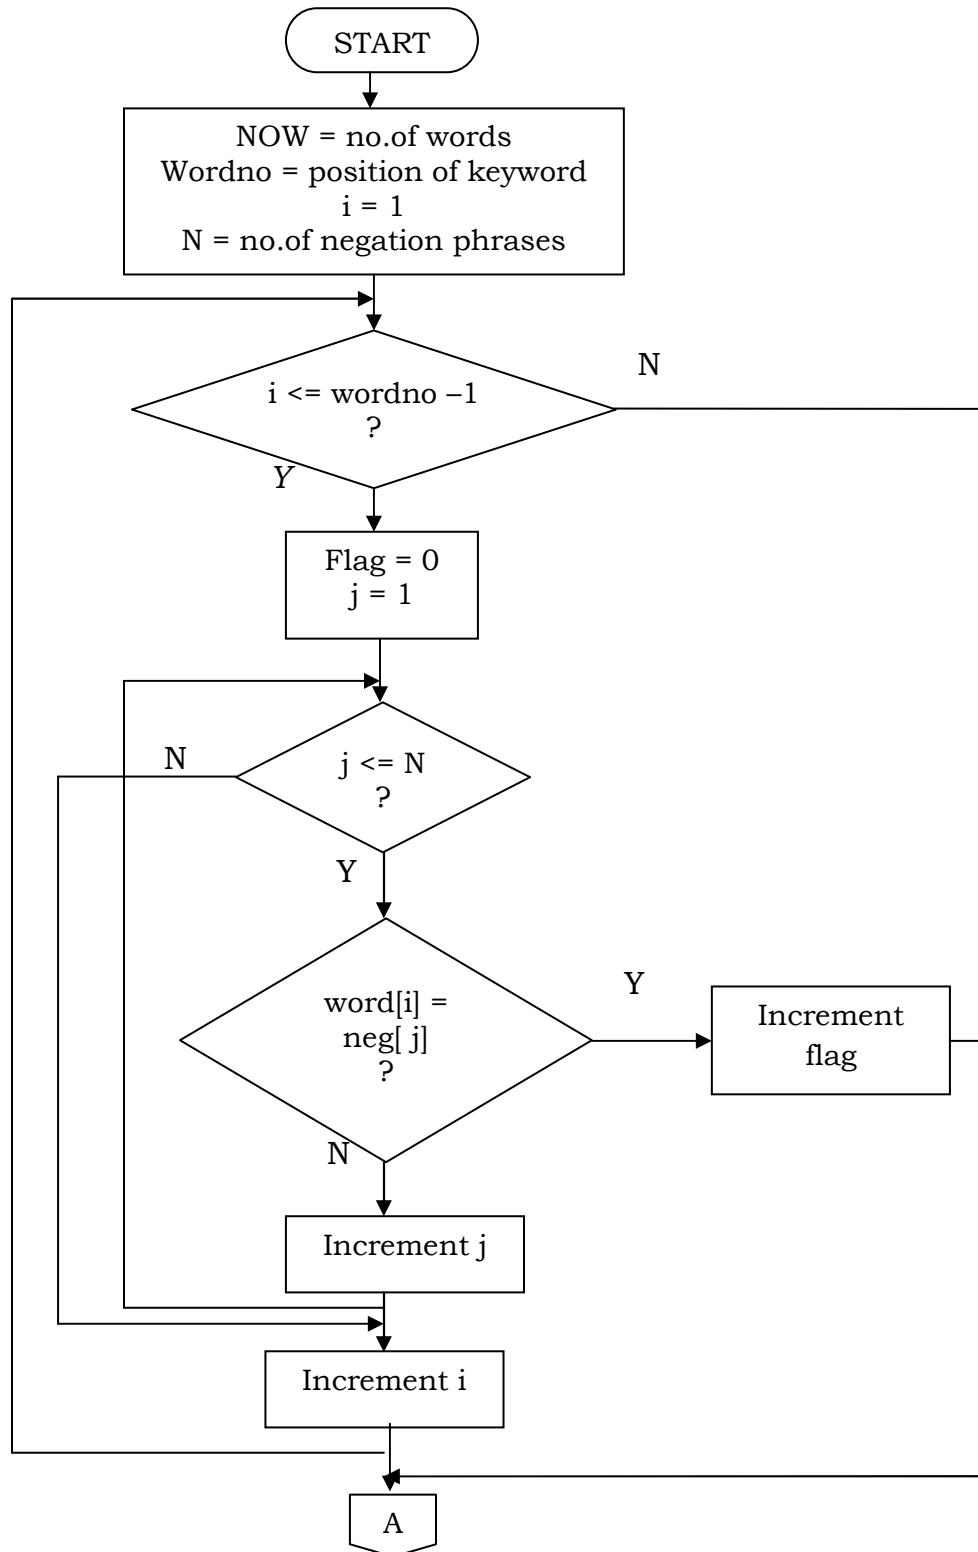 START
NOW = no.of words
Wordno = position of keyword
i = 1
N = no.of negation phrases
N
i <= wordno –1
?
Y
Flag = 0
j = 1
N
j <= N
?
Y
word[i] =
neg[ j]
?
Y
Increment
flag
N
Increment j
Increment i
A